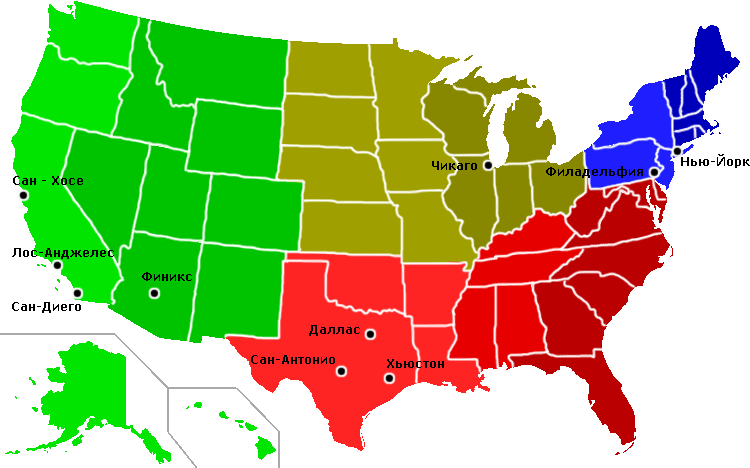 Нью-Йорк
Чикаго
Филадельфия
Сан - Хосе
Лос-Анджелес
Финикс
Сан-Диего
Даллас
Сан-Антонио
Хьюстон